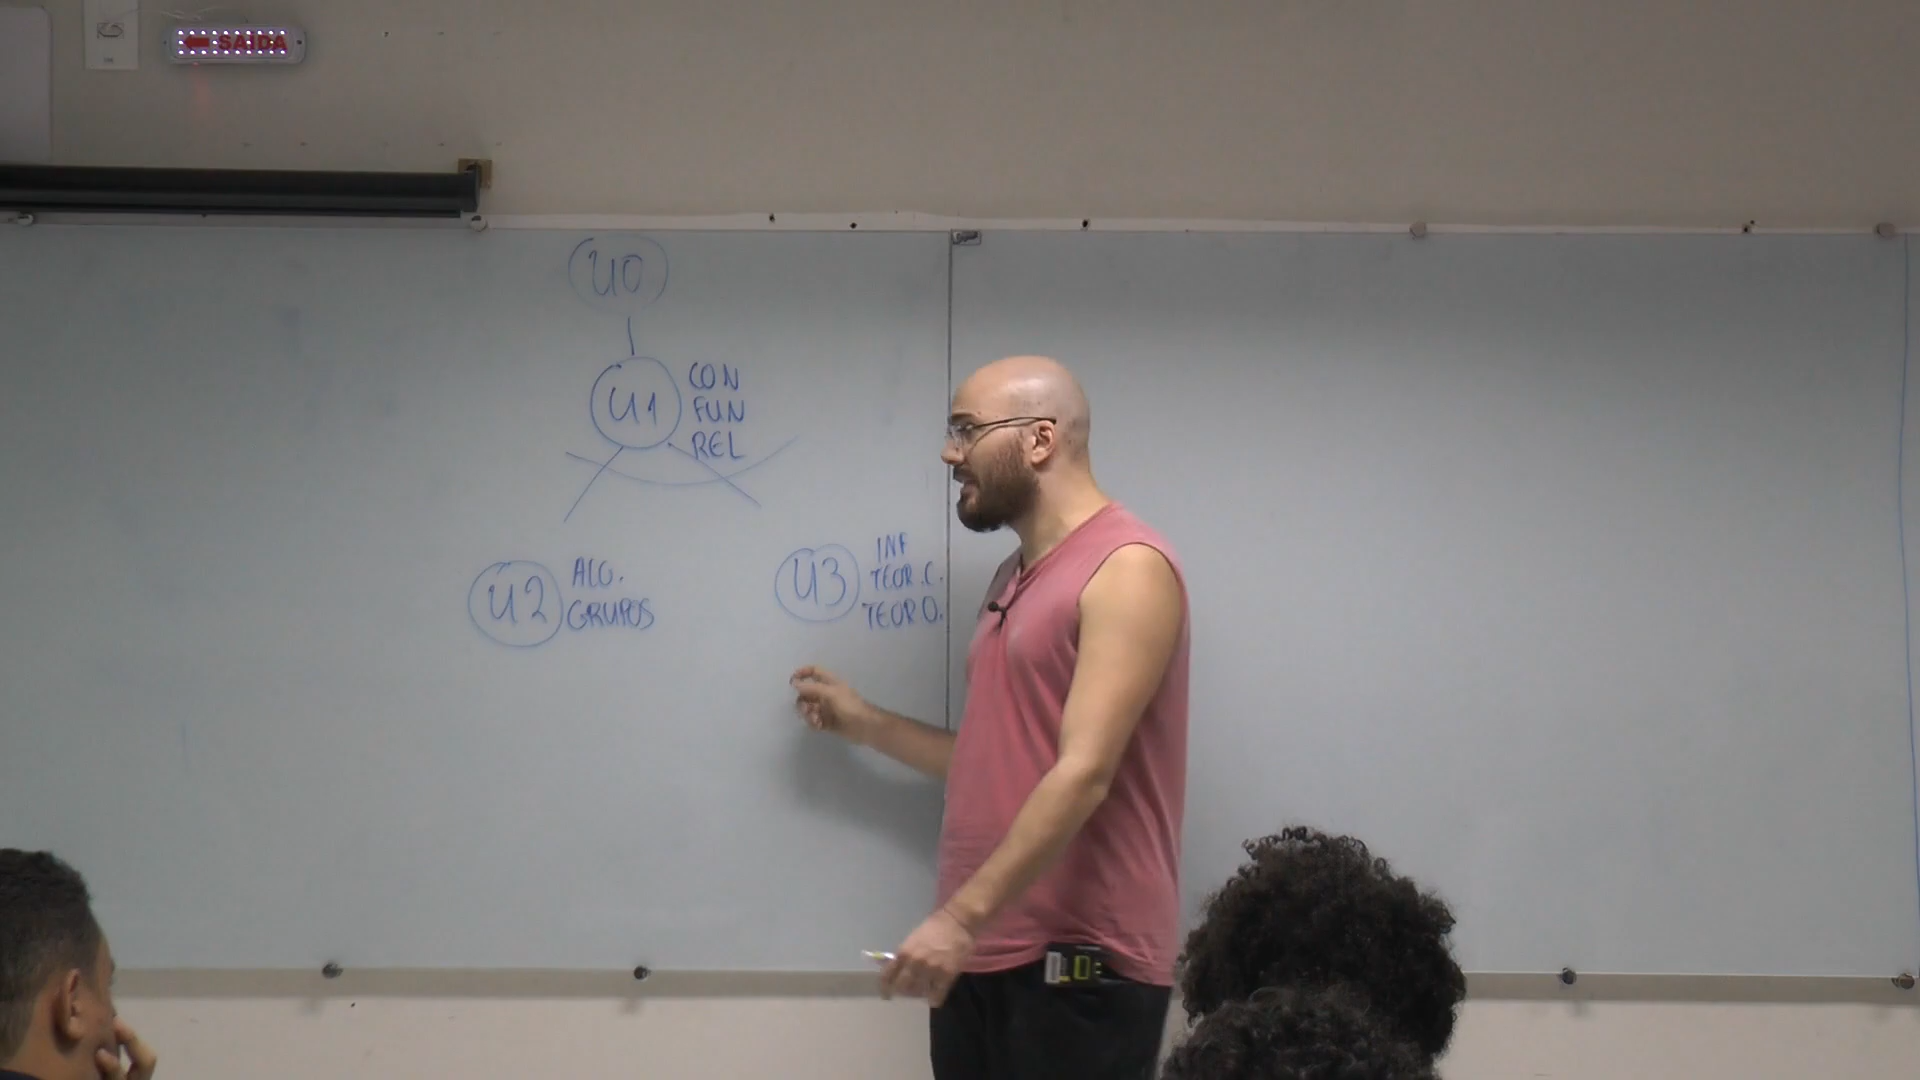 SAÍDA
U0
U1
CON
FUN
REL
U2
ALG.
GRUPOS
U3
INF
TEOR.C.
TEOR O.